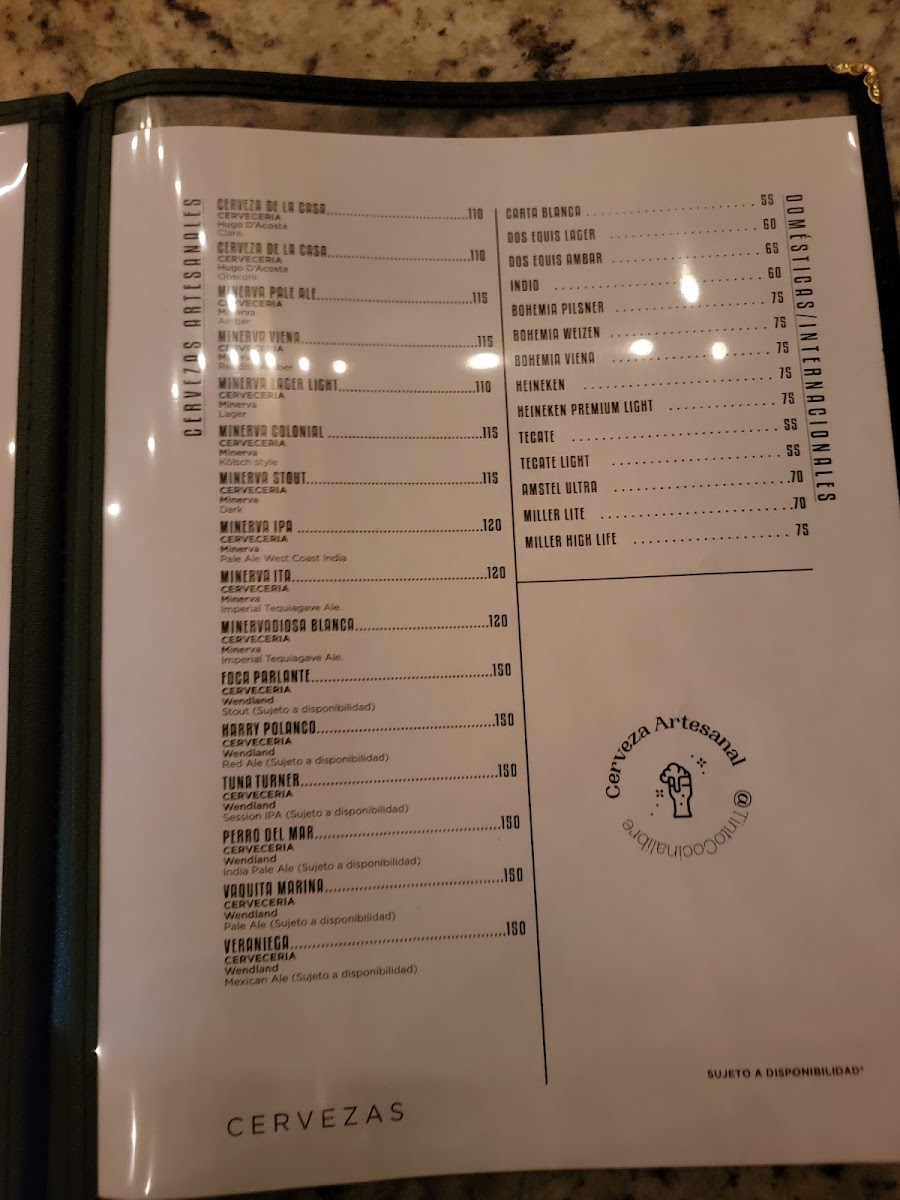 CERVEZAS ARTESANALES
CERVEZA DE LA CASA.....110
CERVECERIA
Hugo D'Acosta
Clara
CERVEZA DE LA CASA.....110
CERVECERIA
Hugo D'Acosta
Obscura
MINERVA PALE ALE.....115
CERVECERIA
Minerva
Amber
MINERVA VIENA.....115
CERVECERIA
Minerva
MINERVA LAGER LIGHT.....110
CERVECERIA
Minerva
Lager
MINERVA COLONIAL.....115
CERVECERIA
Minerva
Kölsch style
MINERVA STOUT.....115
CERVECERIA
Minerva
Dark
MINERVA IPA.....120
CERVECERIA
Minerva
Pale Ale West Coast India
MINERVA ITA.....120
CERVECERIA
Minerva
Imperial Tequiagave Ale.
MINERVADIOSA BLANCA.....120
CERVECERIA
Minerva
Imperial Tequiagave Ale.
FOCA PARLANTE.....150
CERVECERIA
Wendland
Stout (Sujeto a disponibilidad)
HARRY POLANCO.....150
CERVECERIA
Wendland
Red Ale (Sujeto a disponibilidad)
TUNA TURNER.....150
CERVECERIA
Wendland
Session IPA (Sujeto a disponibilidad)
PERRO DEL MAR.....150
CERVECERIA
Wendland
India Pale Ale (Sujeto a disponibilidad)
VAQUITA MARINA.....150
CERVECERIA
Wendland
Pale Ale (Sujeto a disponibilidad)
VERANIEGA.....150
CERVECERIA
Wendland
Mexican Ale (Sujeto a disponibilidad)
DOMÉSTICAS/INTERNACIONALES
CARTA BLANCA ..... 55
DOS EQUIS LAGER ..... 60
DOS EQUIS AMBAR ..... 65
INDIO ..... 60
BOHEMIA PILSNER ..... 75
BOHEMIA WEIZEN ..... 75
BOHEMIA VIENA ..... 75
HEINEKEN ..... 75
HEINEKEN PREMIUM LIGHT ..... 75
TECATE ..... 55
TECATE LIGHT ..... 55
AMSTEL ULTRA ..... 70
MILLER LITE ..... 70
MILLER HIGH LIFE ..... 75
Cerveza Artesanal
@TintoCocinalibre
SUJETO A DISPONIBILIDAD*
CERVEZAS